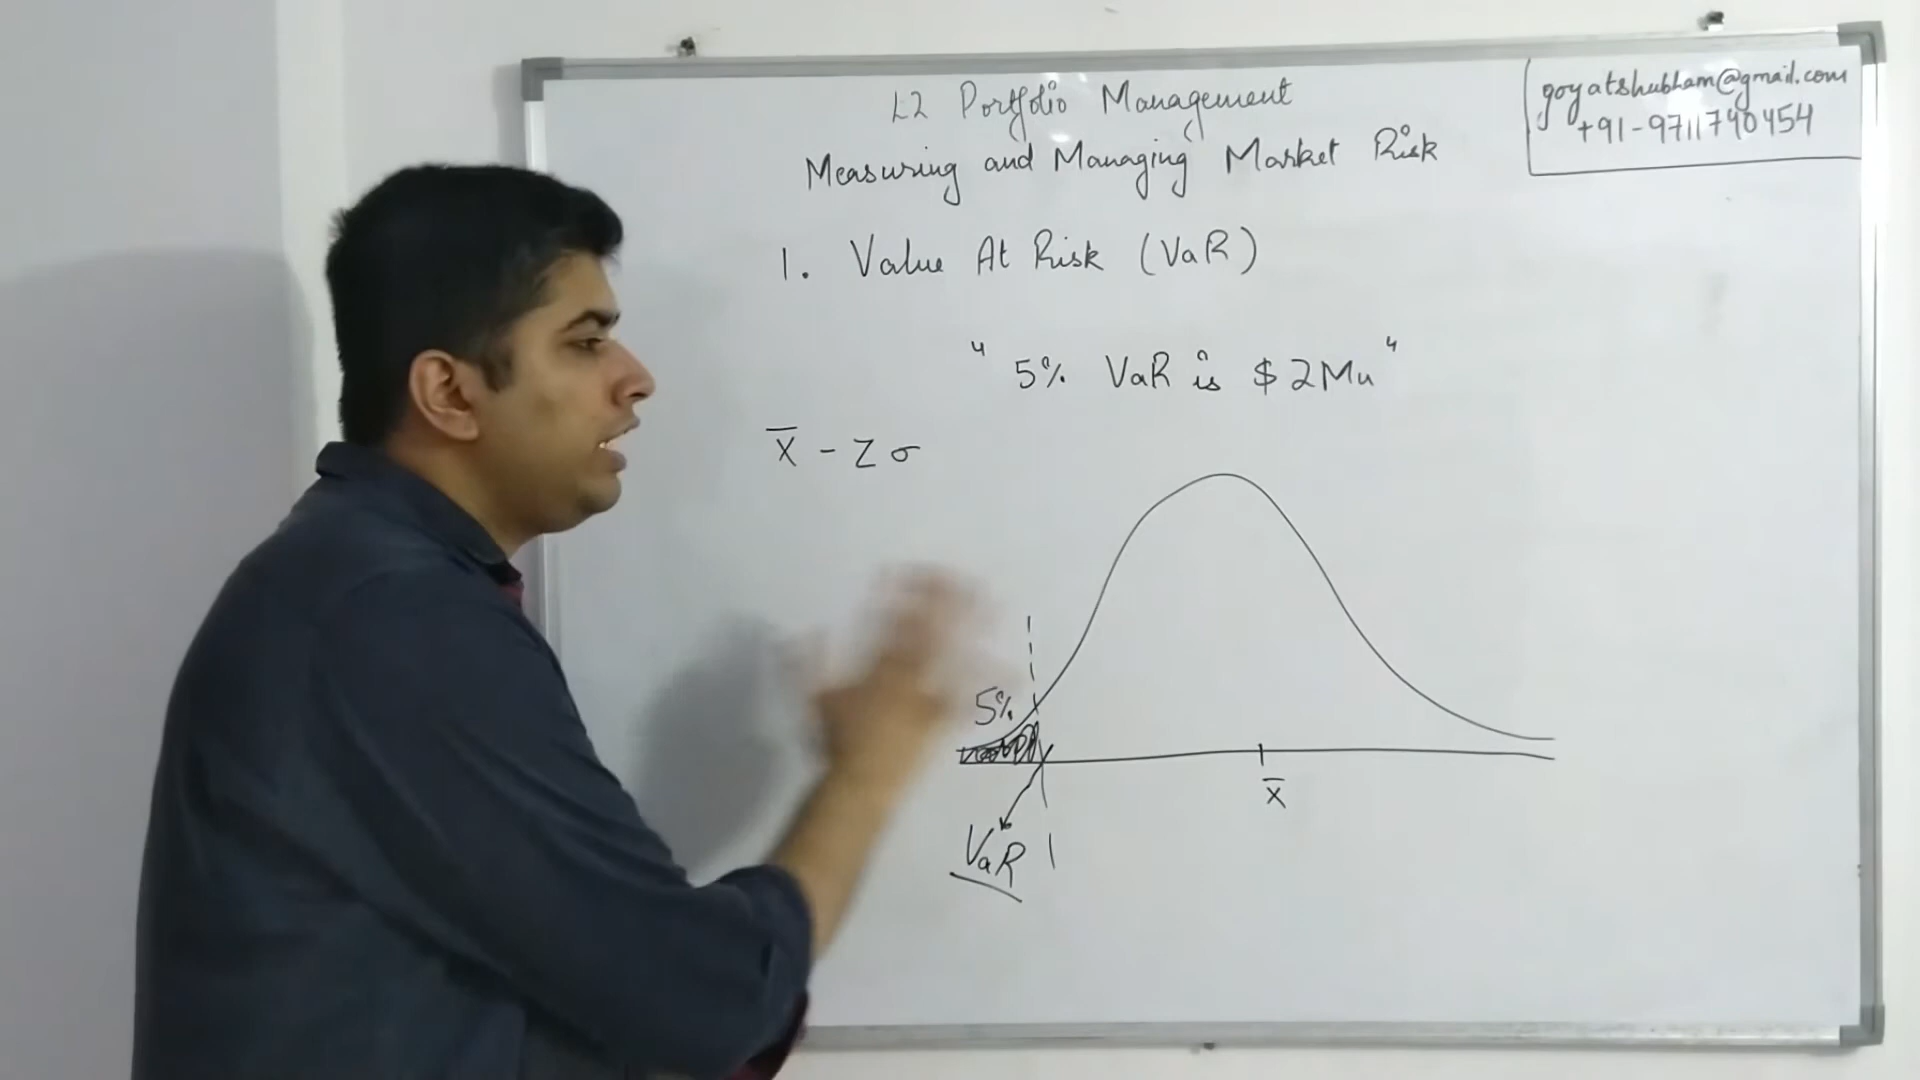 L2 Portfolio Management
goyatshubham@gmail.com
+91-9711740454
Measuring and Managing Market Risk
1. Value At Risk (VaR)
"5% VaR is $2Mn"
X̄ - Zσ
5%
X̄
VaR